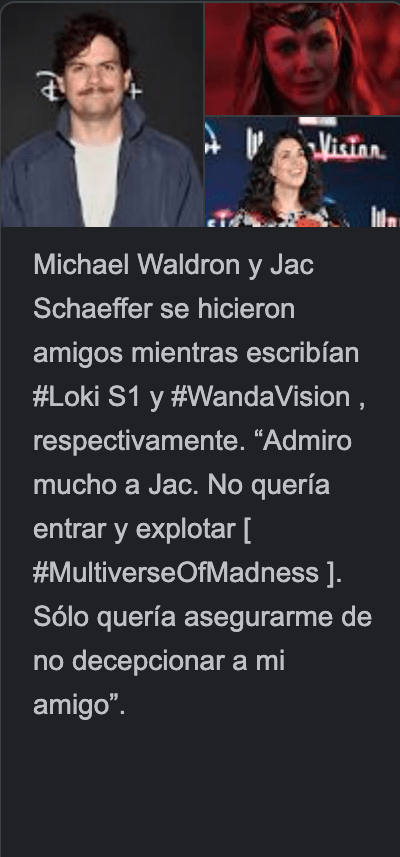 +
+
Vision
Michael Waldron y Jac
Schaeffer se hicieron
amigos mientras escribían
#Loki S1 y #WandaVision ,
respectivamente. “Admiro
mucho a Jac. No quería
entrar y explotar [
#MultiverseOfMadness ].
Sólo quería asegurarme de
no decepcionar a mi
amigo”.